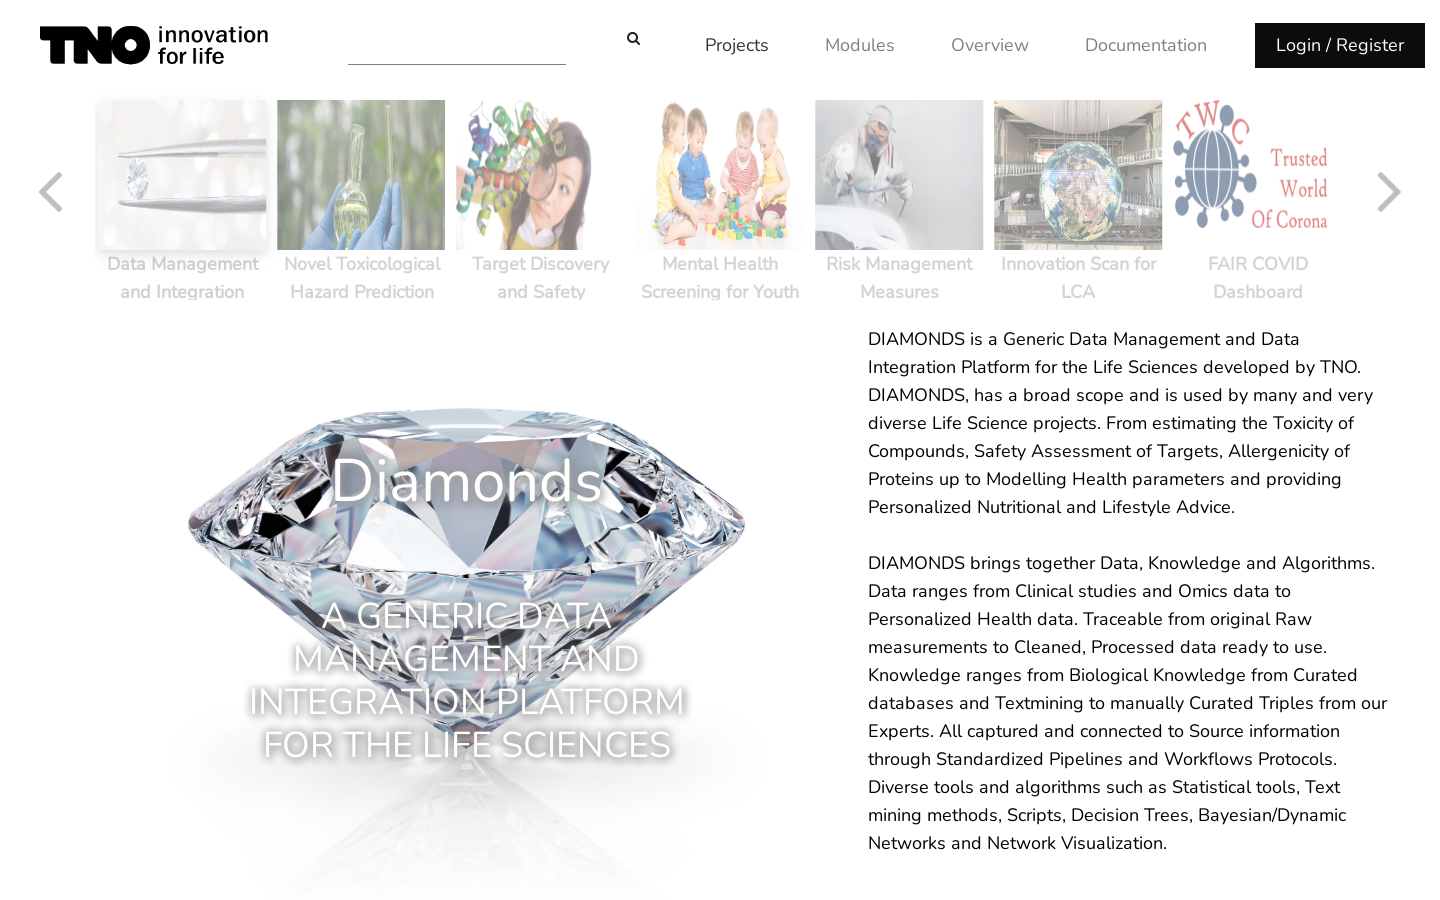 TNO innovation
for life
Projects
Modules
Overview
Documentation
Login / Register
Data Management
and Integration
Novel Toxicological
Hazard Prediction
Target Discovery
and Safety
Mental Health
Screening for Youth
Risk Management
Measures
Innovation Scan for
LCA
TWC
Trusted
World
Of Corona
FAIR COVID
Dashboard
Diamonds
A GENERIC DATA
MANAGEMENT AND
INTEGRATION PLATFORM
FOR THE LIFE SCIENCES
DIAMONDS is a Generic Data Management and Data
Integration Platform for the Life Sciences developed by TNO.
DIAMONDS, has a broad scope and is used by many and very
diverse Life Science projects. From estimating the Toxicity of
Compounds, Safety Assessment of Targets, Allergenicity of
Proteins up to Modelling Health parameters and providing
Personalized Nutritional and Lifestyle Advice.
DIAMONDS brings together Data, Knowledge and Algorithms.
Data ranges from Clinical studies and Omics data to
Personalized Health data. Traceable from original Raw
measurements to Cleaned, Processed data ready to use.
Knowledge ranges from Biological Knowledge from Curated
databases and Textmining to manually Curated Triples from our
Experts. All captured and connected to Source information
through Standardized Pipelines and Workflows Protocols.
Diverse tools and algorithms such as Statistical tools, Text
mining methods, Scripts, Decision Trees, Bayesian/Dynamic
Networks and Network Visualization.